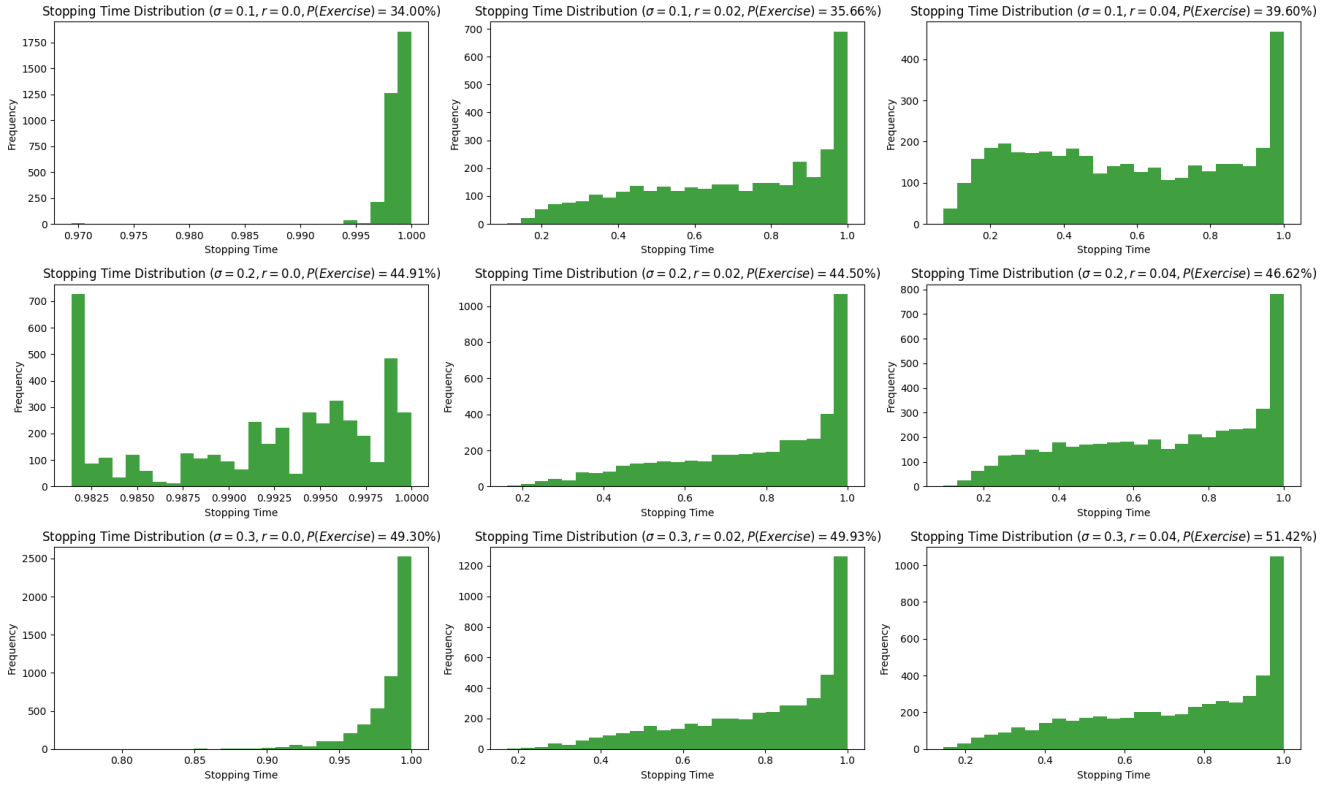 Stopping Time Distribution (σ = 0.1, r = 0.0, P(Exercise) = 34.00%)
1750
1500
1250
1000
750
500
250
0
Frequency
0.970 0.975 0.980 0.985 0.990 0.995 1.000
Stopping Time
Stopping Time Distribution (σ = 0.1, r = 0.02, P(Exercise) = 35.66%)
700
600
500
400
300
200
100
0
Frequency
0.2 0.4 0.6 0.8 1.0
Stopping Time
Stopping Time Distribution (σ = 0.1, r = 0.04, P(Exercise) = 39.60%)
400
300
200
100
0
Frequency
0.2 0.4 0.6 0.8 1.0
Stopping Time
Stopping Time Distribution (σ = 0.2, r = 0.0, P(Exercise) = 44.91%)
700
600
500
400
300
200
100
0
Frequency
0.9825 0.9850 0.9875 0.9900 0.9925 0.9950 0.9975 1.0000
Stopping Time
Stopping Time Distribution (σ = 0.2, r = 0.02, P(Exercise) = 44.50%)
1000
800
600
400
200
0
Frequency
0.2 0.4 0.6 0.8 1.0
Stopping Time
Stopping Time Distribution (σ = 0.2, r = 0.04, P(Exercise) = 46.62%)
800
700
600
500
400
300
200
100
0
Frequency
0.2 0.4 0.6 0.8 1.0
Stopping Time
Stopping Time Distribution (σ = 0.3, r = 0.0, P(Exercise) = 49.30%)
2500
2000
1500
1000
500
0
Frequency
0.80 0.85 0.90 0.95 1.00
Stopping Time
Stopping Time Distribution (σ = 0.3, r = 0.02, P(Exercise) = 49.93%)
1200
1000
800
600
400
200
0
Frequency
0.2 0.4 0.6 0.8 1.0
Stopping Time
Stopping Time Distribution (σ = 0.3, r = 0.04, P(Exercise) = 51.42%)
1000
800
600
400
200
0
Frequency
0.2 0.4 0.6 0.8 1.0
Stopping Time